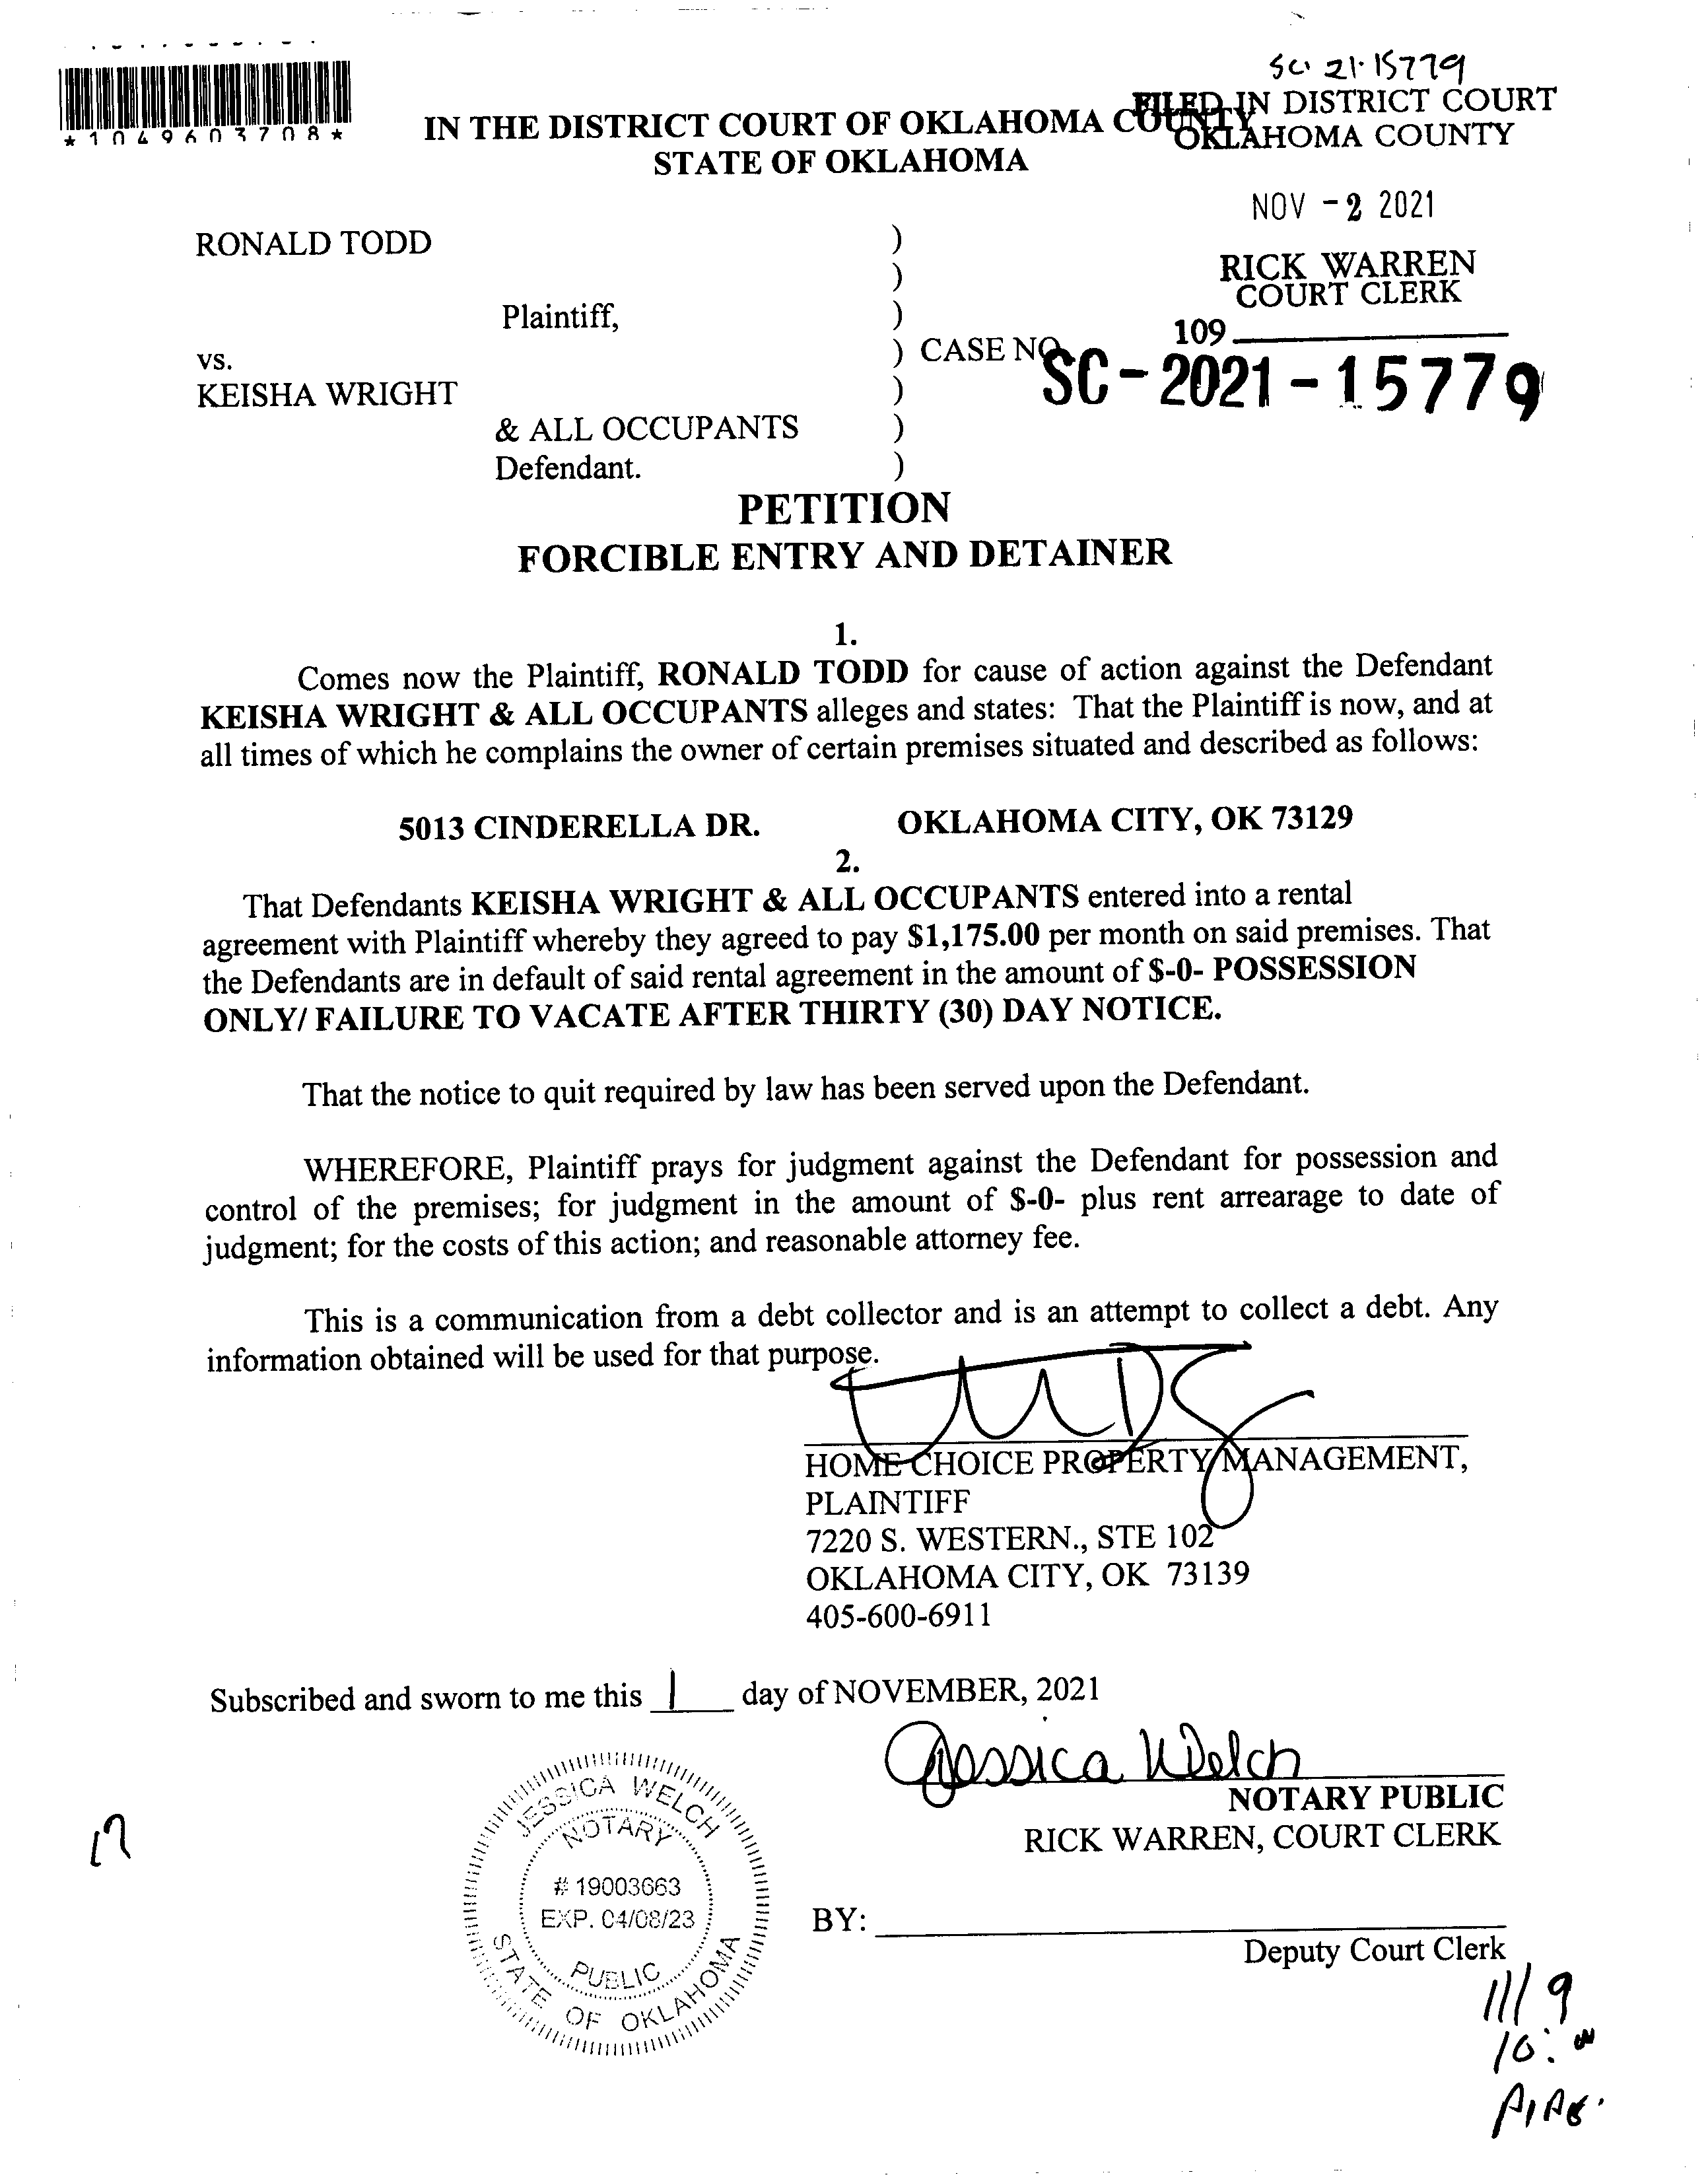 SC 21-15779
*1049603708*
IN THE DISTRICT COURT OF OKLAHOMA COUNTY
STATE OF OKLAHOMA
FILED IN DISTRICT COURT
OKLAHOMA COUNTY
NOV -2 2021
RICK WARREN
COURT CLERK
109
RONALD TODD )
)
Plaintiff, )
vs. ) CASE NO.
SC-2021-15779
KEISHA WRIGHT )
& ALL OCCUPANTS )
Defendant. )
PETITION
FORCIBLE ENTRY AND DETAINER
1.
Comes now the Plaintiff, RONALD TODD for cause of action against the Defendant
KEISHA WRIGHT & ALL OCCUPANTS alleges and states: That the Plaintiff is now, and at
all times of which he complains the owner of certain premises situated and described as follows:
5013 CINDERELLA DR. OKLAHOMA CITY, OK 73129
2.
That Defendants KEISHA WRIGHT & ALL OCCUPANTS entered into a rental
agreement with Plaintiff whereby they agreed to pay $1,175.00 per month on said premises. That
the Defendants are in default of said rental agreement in the amount of $-0- POSSESSION
ONLY/ FAILURE TO VACATE AFTER THIRTY (30) DAY NOTICE.
That the notice to quit required by law has been served upon the Defendant.
WHEREFORE, Plaintiff prays for judgment against the Defendant for possession and
control of the premises; for judgment in the amount of $-0- plus rent arrearage to date of
judgment; for the costs of this action; and reasonable attorney fee.
This is a communication from a debt collector and is an attempt to collect a debt. Any
information obtained will be used for that purpose.
HOME CHOICE PROPERTY MANAGEMENT,
PLAINTIFF
7220 S. WESTERN., STE 102
OKLAHOMA CITY, OK 73139
405-600-6911
Subscribed and sworn to me this 1 day of NOVEMBER, 2021
Jessica Welch
NOTARY PUBLIC
RICK WARREN, COURT CLERK
JESSICA WELCH
NOTARY
# 19003663
EXP. 04/08/23
PUBLIC
STATE OF OKLAHOMA
17
BY:
Deputy Court Clerk
11/9
10:00